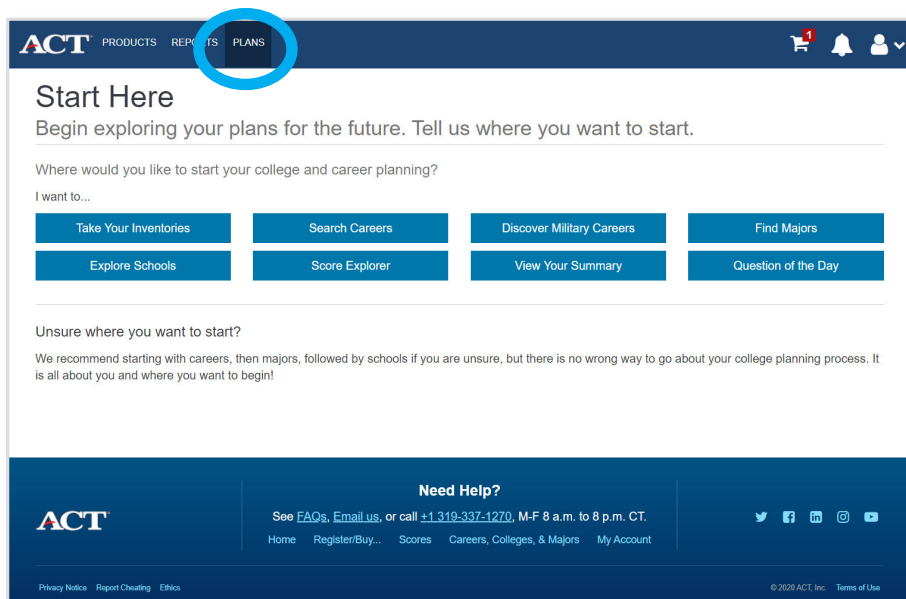 ACT PRODUCTS REPORTS PLANS 1
Start Here
Begin exploring your plans for the future. Tell us where you want to start.
Where would you like to start your college and career planning?
I want to...
Take Your Inventories Search Careers Discover Military Careers Find Majors
Explore Schools Score Explorer View Your Summary Question of the Day
Unsure where you want to start?
We recommend starting with careers, then majors, followed by schools if you are unsure, but there is no wrong way to go about your college planning process. It
is all about you and where you want to begin!
Need Help?
ACT See FAQs, Email us, or call +1 319-337-1270, M-F 8 a.m. to 8 p.m. CT.
Home Register/Buy... Scores Careers, Colleges, & Majors My Account
Privacy Notice Report Cheating Ethics © 2020 ACT, Inc. Terms of Use